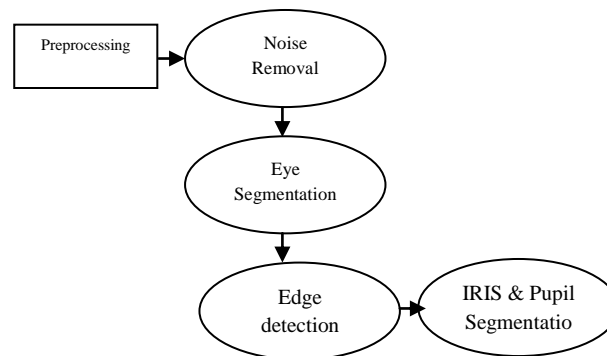 Preprocessing
Noise
Removal
Eye
Segmentation
Edge
detection
IRIS & Pupil
Segmentatio